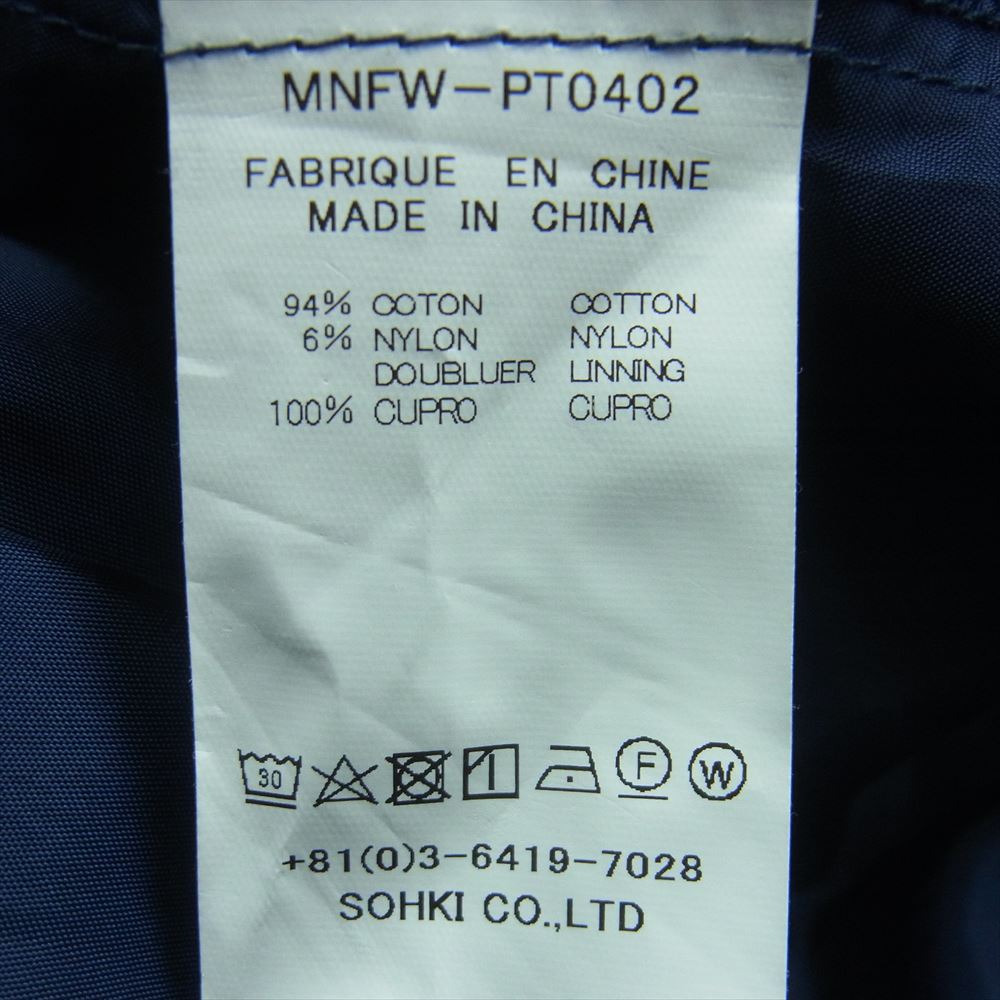 MNFW-PT0402
FABRIQUE EN CHINE
MADE IN CHINA
94% COTON COTTON
6% NYLON NYLON
DOUBLUER LINNING
100% CUPRO CUPRO
30 F W
+81(0)3-6419-7028
SOHKI CO.,LTD